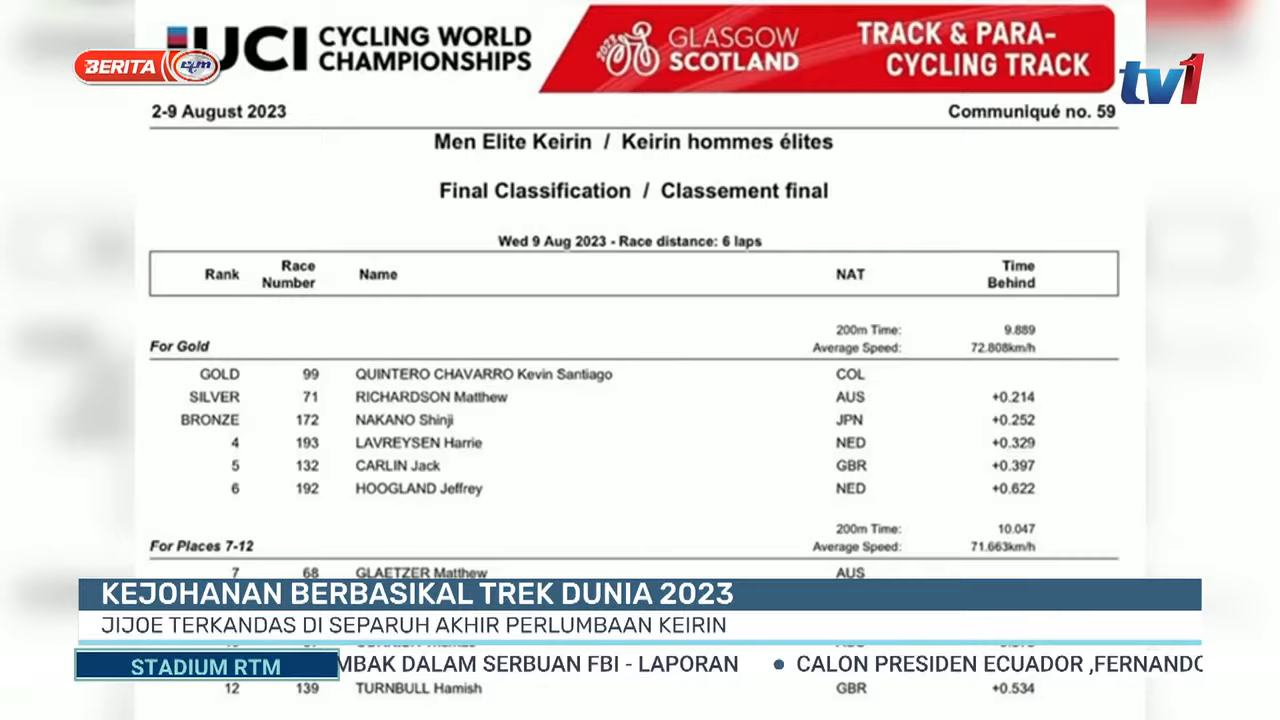 UCI CYCLING WORLD CHAMPIONSHIPS
2023 GLASGOW SCOTLAND
TRACK & PARA-
CYCLING TRACK
BERITA rtm
tv1
2-9 August 2023 Communiqué no. 59
Men Elite Keirin / Keirin hommes élites
Final Classification / Classement final
Wed 9 Aug 2023 - Race distance: 6 laps
Rank Race Number Name NAT Time Behind
200m Time: 9.889
For Gold Average Speed: 72.808km/h
GOLD 99 QUINTERO CHAVARRO Kevin Santiago COL
SILVER 71 RICHARDSON Matthew AUS +0.214
BRONZE 172 NAKANO Shinji JPN +0.252
4 193 LAVREYSEN Harrie NED +0.329
5 132 CARLIN Jack GBR +0.397
6 192 HOOGLAND Jeffrey NED +0.622
200m Time: 10.047
For Places 7-12 Average Speed: 71.663km/h
7 68 GLAETZER Matthew AUS
KEJOHANAN BERBASIKAL TREK DUNIA 2023
JIJOE TERKANDAS DI SEPARUH AKHIR PERLUMBAAN KEIRIN
STADIUM RTM MBAK DALAM SERBUAN FBI - LAPORAN • CALON PRESIDEN ECUADOR ,FERNANDO
12 139 TURNBULL Hamish GBR +0.534